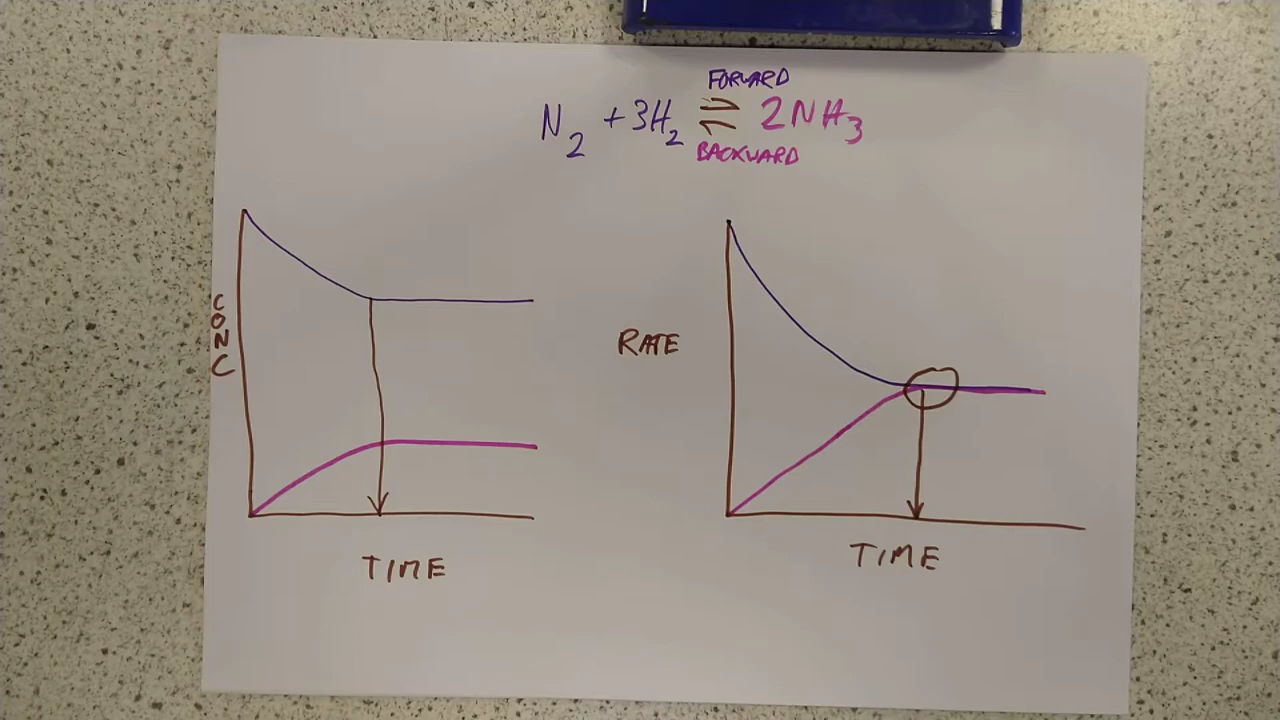 FORWARD
N₂ + 3H₂ ⇌ 2NH₃
BACKWARD
CONC
RATE
TIME
TIME